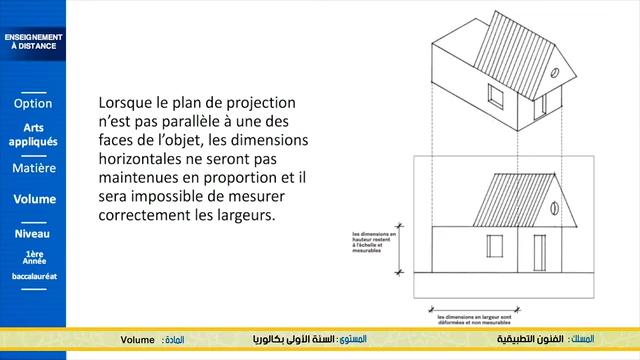 ENSEIGNEMENT
À DISTANCE
Option
Arts
appliqués
Matière
Volume
Niveau
1ère
Année
baccalauréat
Lorsque le plan de projection
n’est pas parallèle à une des
faces de l’objet, les dimensions
horizontales ne seront pas
maintenues en proportion et il
sera impossible de mesurer
correctement les largeurs.
les dimensions en
hauteur restent
à l’échelle et
mesurables
les dimensions en largeur sont
déformées et non mesurables
المسلك: الفنون التطبيقية
المستوى: السنة الأولى بكالوريا
المادة: Volume